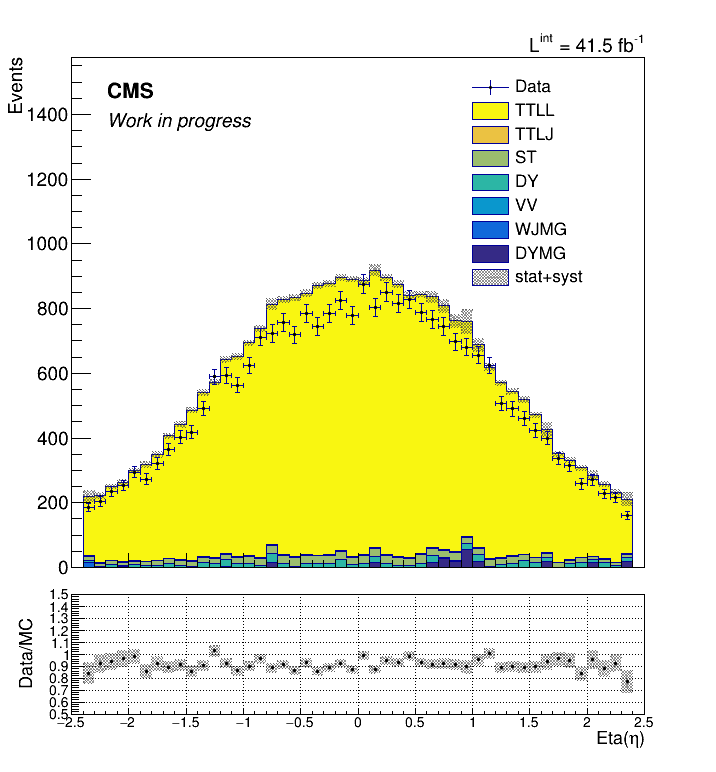 L^int = 41.5 fb^-1
Events
CMS
Work in progress
Data
TTLL
TTLJ
ST
DY
VV
WJMG
DYMG
stat+syst
1400
1200
1000
800
600
400
200
0
Data/MC
1.5
1.4
1.3
1.2
1.1
1
0.9
0.8
0.7
0.6
0.5
−2.5 −2 −1.5 −1 −0.5 0 0.5 1 1.5 2 2.5
Eta(η)